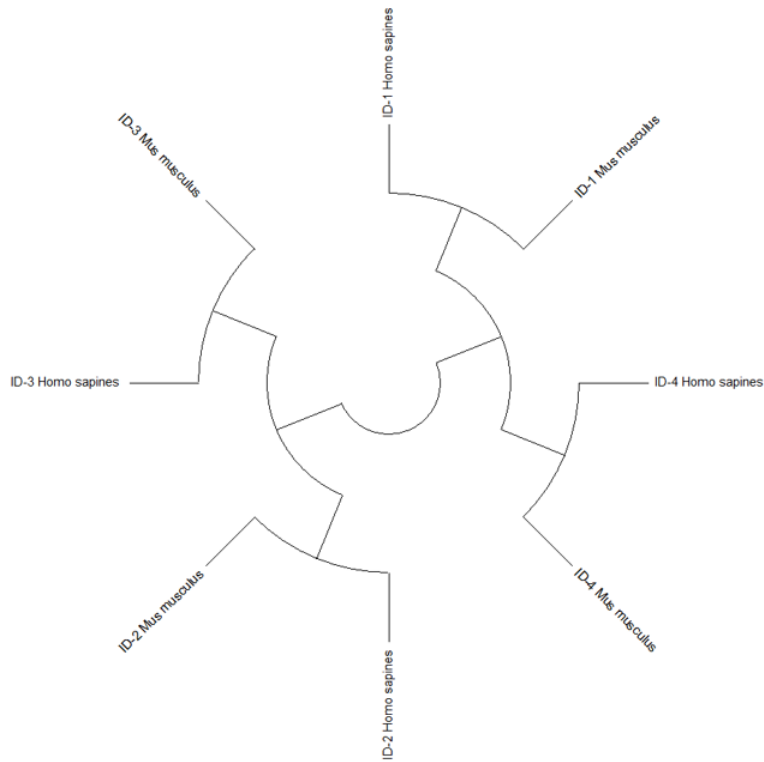 ID-1 Homo sapines
ID-1 Mus musculus
ID-4 Homo sapines
ID-4 Mus musculus
ID-2 Homo sapines
ID-2 Mus musculus
ID-3 Homo sapines
ID-3 Mus musculus